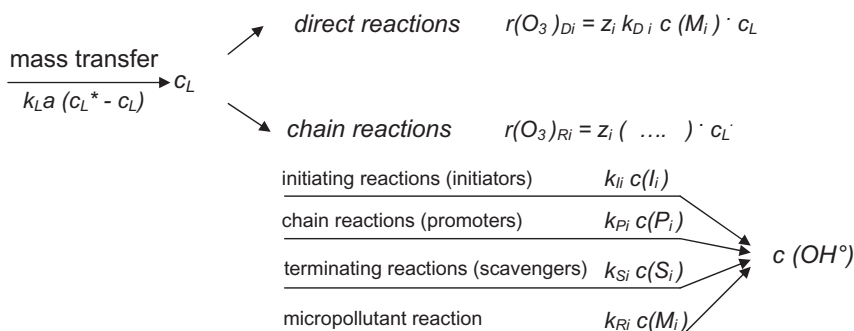 direct reactions r(O₃)Di = zᵢ kD i c (Mᵢ) · cL
mass transfer
kLa (cL* - cL)
cL
chain reactions r(O₃)Ri = zᵢ ( …. ) · cL·
initiating reactions (initiators) kIi c(Iᵢ)
chain reactions (promoters) kPi c(Pᵢ)
c (OH°)
terminating reactions (scavengers) kSi c(Sᵢ)
micropollutant reaction kRi c(Mᵢ)